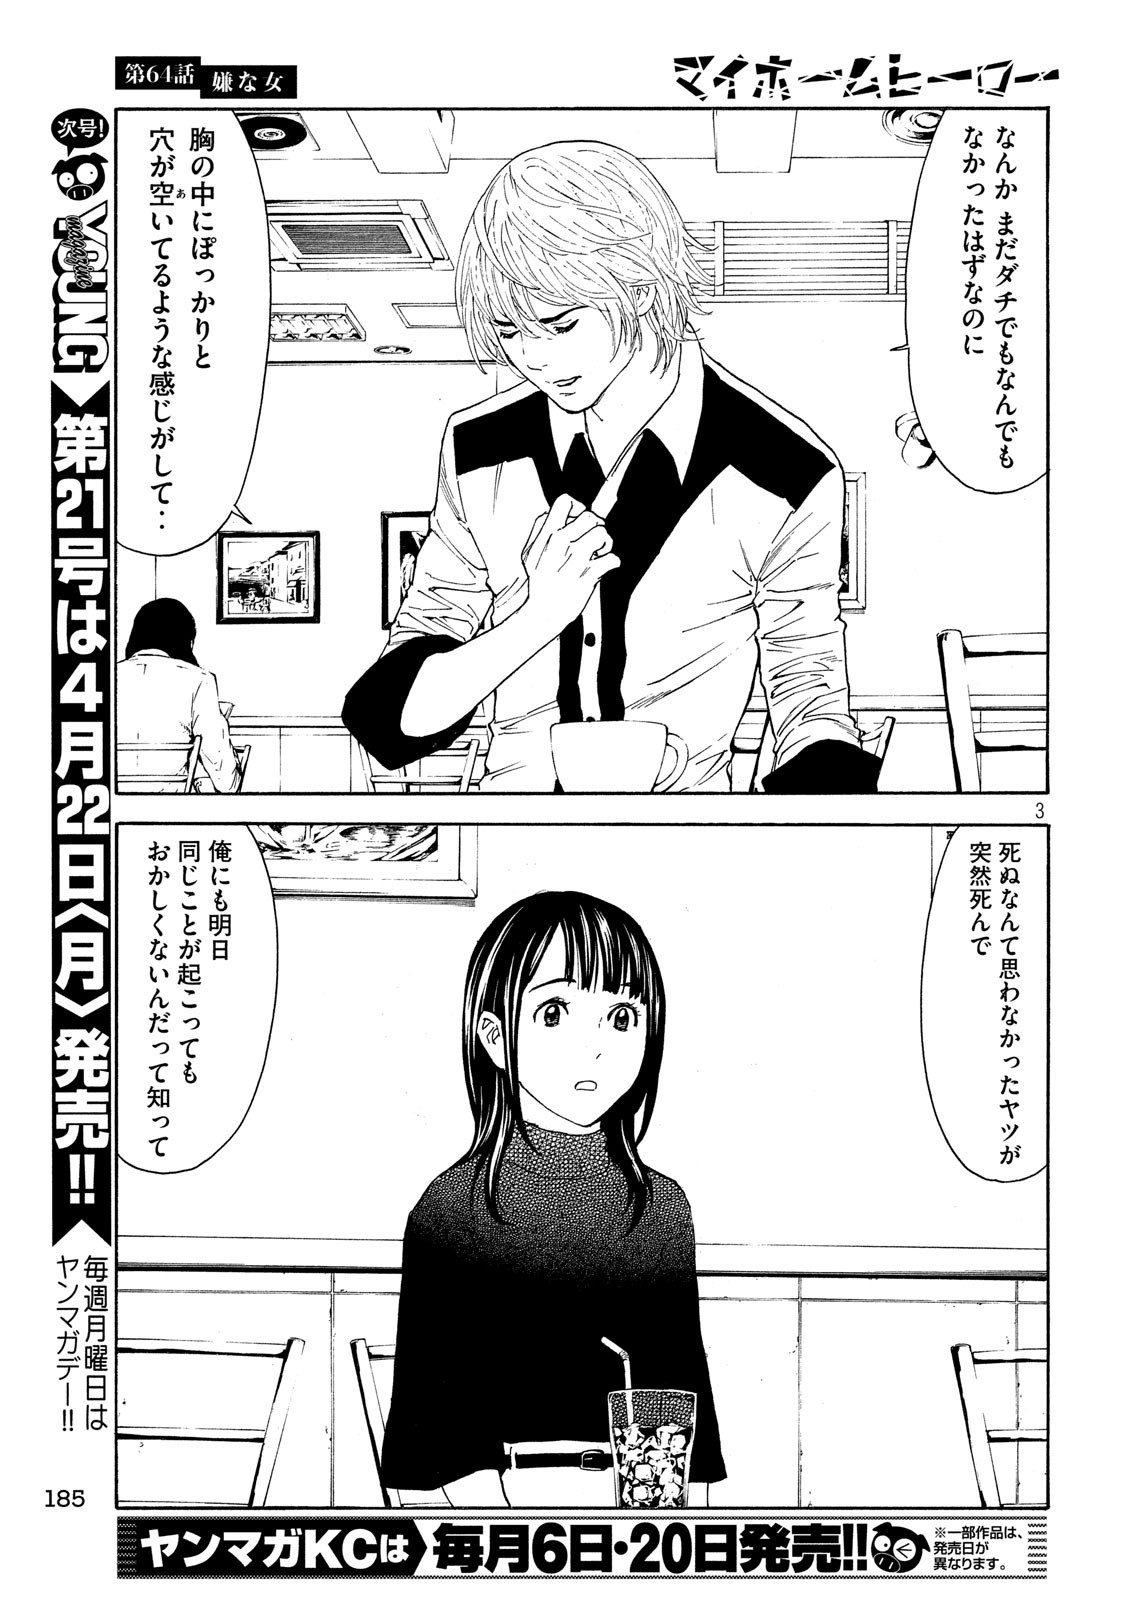 第64話
嫌な女
マイホームヒーロー
なんか まだダチでもなんでも
なかったはずなのに
胸の中にぽっかりと
穴が空いてるような感じがして‥
あ
3
死ぬなんて思わなかったヤツが
突然死んで
俺にも明日
同じことが起こっても
おかしくないんだって知って
次号!
YOUNG
magazine
第21号は4月22日〈月〉発売!!
毎週月曜日は
ヤンマガデー!!
185
ヤンマガKCは
毎月6日・20日発売!!
※一部作品は、
発売日が
異なります。